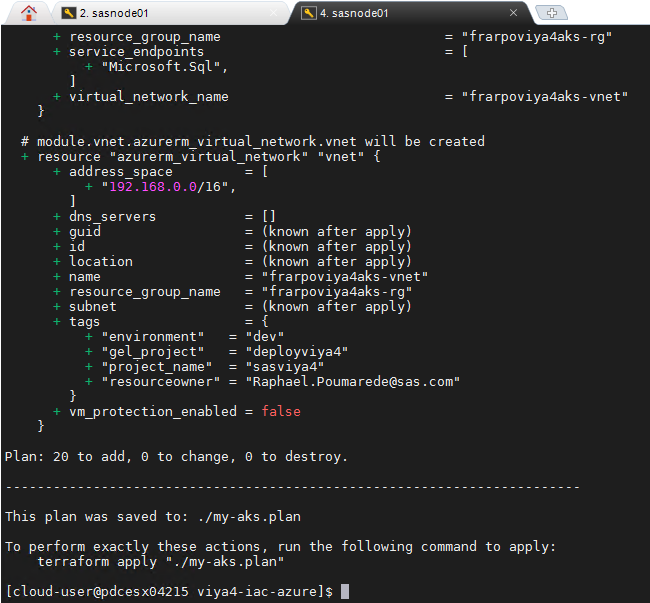 2. sasnode01
4. sasnode01
+ resource_group_name = "frarpoviya4aks-rg"
+ service_endpoints = [
+ "Microsoft.Sql",
]
+ virtual_network_name = "frarpoviya4aks-vnet"
}
# module.vnet.azurerm_virtual_network.vnet will be created
+ resource "azurerm_virtual_network" "vnet" {
+ address_space = [
+ "192.168.0.0/16",
]
+ dns_servers = []
+ guid = (known after apply)
+ id = (known after apply)
+ location = (known after apply)
+ name = "frarpoviya4aks-vnet"
+ resource_group_name = "frarpoviya4aks-rg"
+ subnet = (known after apply)
+ tags = {
+ "environment" = "dev"
+ "gel_project" = "deployviya4"
+ "project_name" = "sasviya4"
+ "resourceowner" = "Raphael.Poumarede@sas.com"
}
+ vm_protection_enabled = false
}
Plan: 20 to add, 0 to change, 0 to destroy.
------------------------------------------------------------------------
This plan was saved to: ./my-aks.plan
To perform exactly these actions, run the following command to apply:
terraform apply "./my-aks.plan"
[cloud-user@pdcesx04215 viya4-iac-azure]$